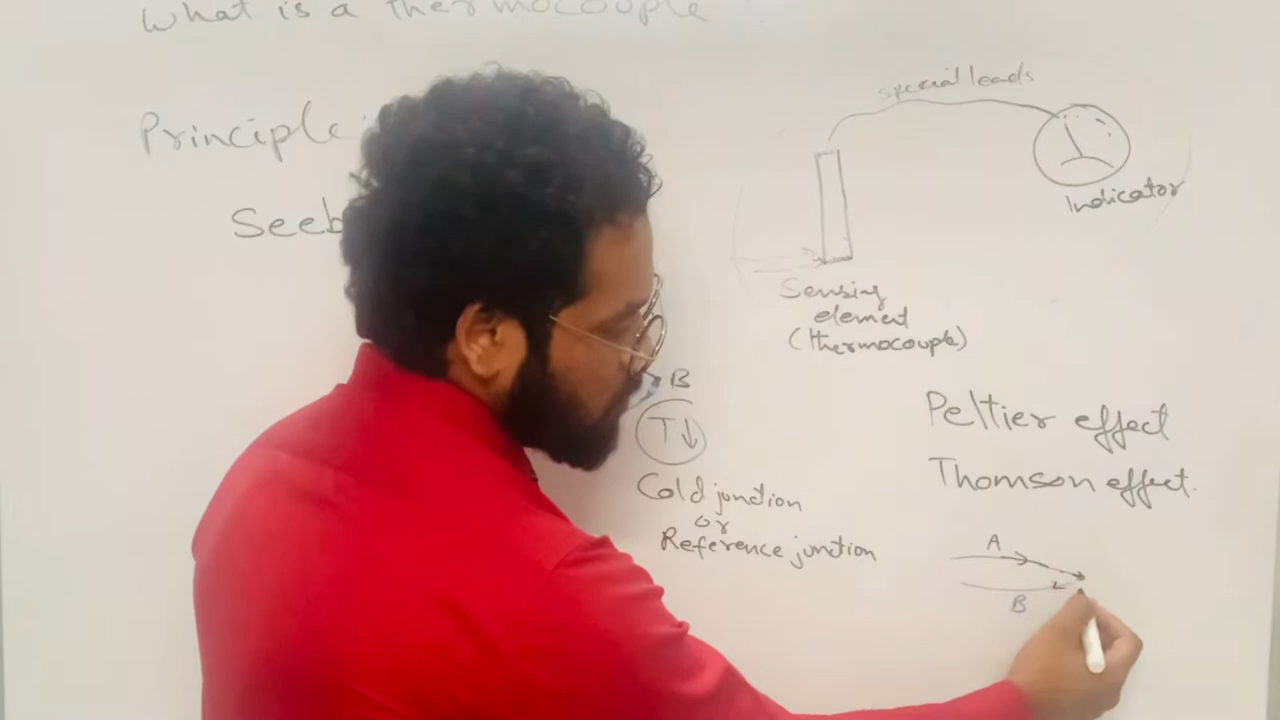 What is a thermocouple
Principle:
Seeb
special leads
Indicator
Sensing
element
(thermocouple)
B
T↓
Cold junction
or
Reference junction
Peltier effect
Thomson effect.
A
B